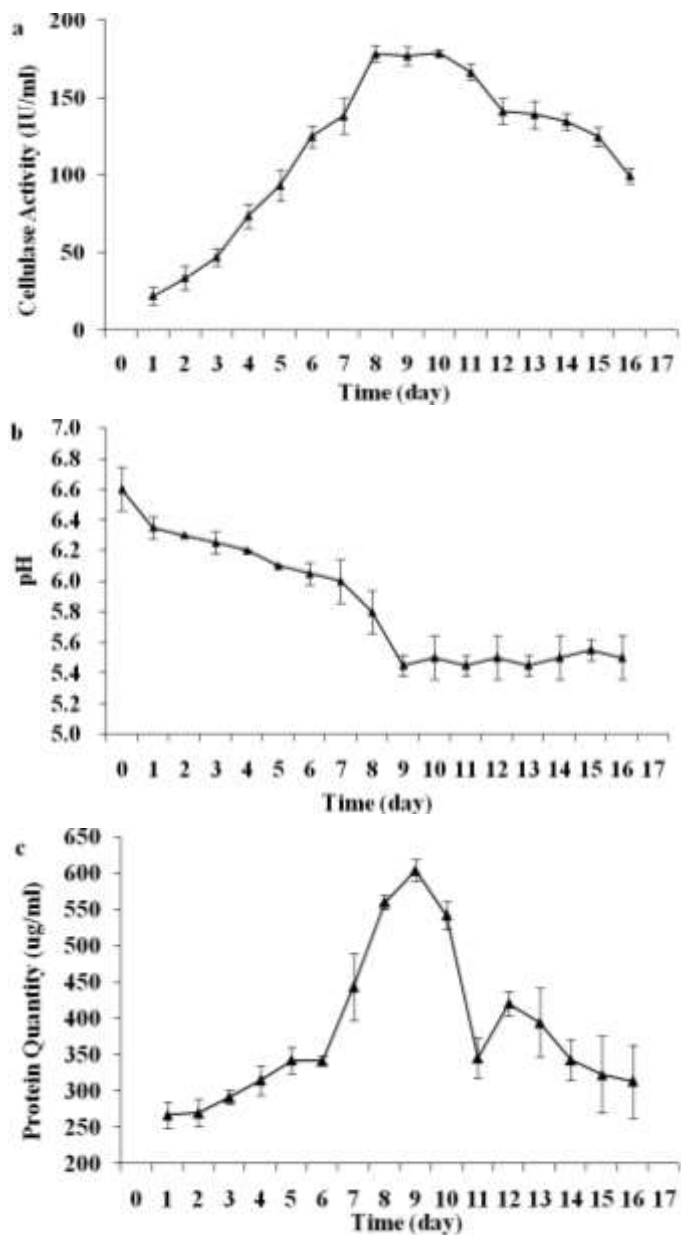 a
Cellulase Activity (IU/ml)
200
150
100
50
0
0 1 2 3 4 5 6 7 8 9 10 11 12 13 14 15 16 17
Time (day)
b
pH
7.0
6.8
6.6
6.4
6.2
6.0
5.8
5.6
5.4
5.2
5.0
0 1 2 3 4 5 6 7 8 9 10 11 12 13 14 15 16 17
Time (day)
c
Protein Quantity (ug/ml)
650
600
550
500
450
400
350
300
250
200
0 1 2 3 4 5 6 7 8 9 10 11 12 13 14 15 16 17
Time (day)